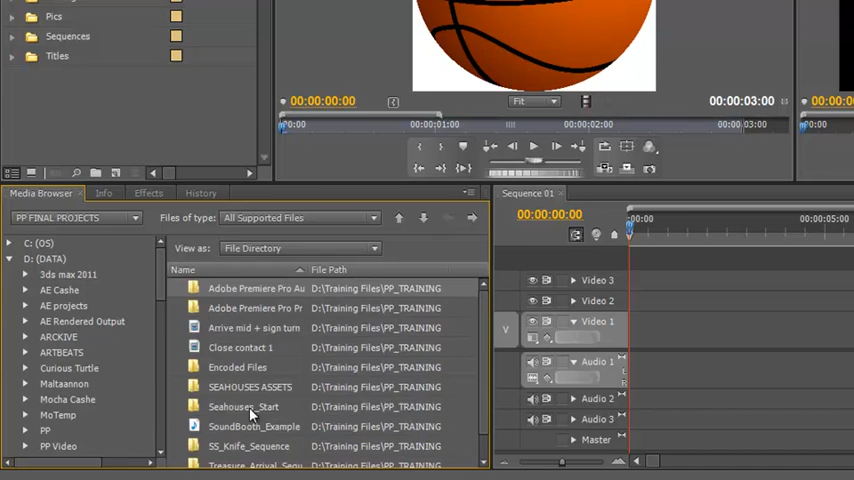 Pics
Sequences
Titles
00:00:00:00
Fit
00:00:03:00
00:00
00:00
00:00:01:00
00:00:02:00
00:00:03:00
00:00
Media Browser
Info
Effects
History
PP FINAL PROJECTS
Files of type:
All Supported Files
View as:
File Directory
C: (OS)
D: (DATA)
3ds max 2011
AE Cashe
AE projects
AE Rendered Output
ARCHIVE
ARTBEATS
Curious Turtle
Maltaannon
Mocha Cashe
MoTemp
PP
PP Video
Name
File Path
Adobe Premiere Pro Au
D:\Training Files\PP_TRAINING
Adobe Premiere Pro Pr
D:\Training Files\PP_TRAINING
Arrive mid + sign turn
D:\Training Files\PP_TRAINING
Close contact 1
D:\Training Files\PP_TRAINING
Encoded Files
D:\Training Files\PP_TRAINING
SEAHOUSES ASSETS
D:\Training Files\PP_TRAINING
Seahouses_Start
D:\Training Files\PP_TRAINING
SoundBooth_Example
D:\Training Files\PP_TRAINING
SS_Knife_Sequence
D:\Training Files\PP_TRAINING
Treasure_Arrival_Sequ
D:\Training Files\PP_TRAINING
Sequence 01
00:00:00:00
:00:00
00:00:05:00
Video 3
Video 2
V
Video 1
A
Audio 1
Audio 2
Audio 3
Master